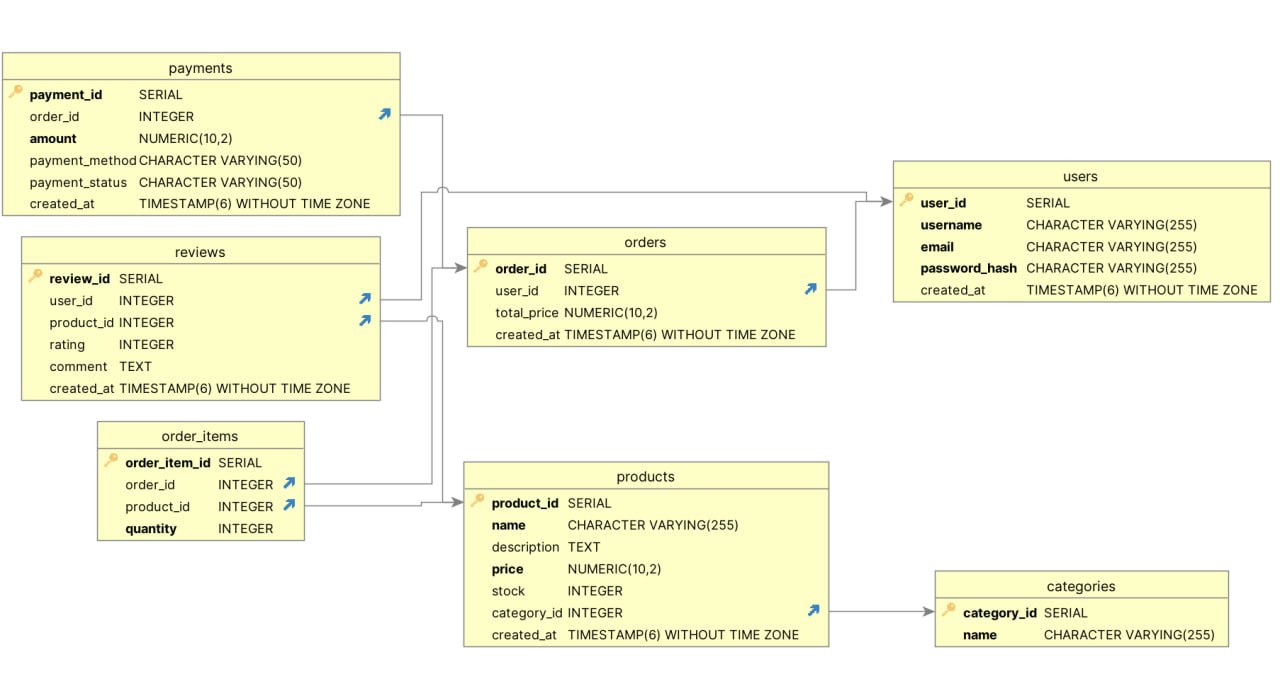 payments
payment_id SERIAL
order_id INTEGER
amount NUMERIC(10,2)
payment_method CHARACTER VARYING(50)
payment_status CHARACTER VARYING(50)
created_at TIMESTAMP(6) WITHOUT TIME ZONE
reviews
review_id SERIAL
user_id INTEGER
product_id INTEGER
rating INTEGER
comment TEXT
created_at TIMESTAMP(6) WITHOUT TIME ZONE
order_items
order_item_id SERIAL
order_id INTEGER
product_id INTEGER
quantity INTEGER
orders
order_id SERIAL
user_id INTEGER
total_price NUMERIC(10,2)
created_at TIMESTAMP(6) WITHOUT TIME ZONE
products
product_id SERIAL
name CHARACTER VARYING(255)
description TEXT
price NUMERIC(10,2)
stock INTEGER
category_id INTEGER
created_at TIMESTAMP(6) WITHOUT TIME ZONE
users
user_id SERIAL
username CHARACTER VARYING(255)
email CHARACTER VARYING(255)
password_hash CHARACTER VARYING(255)
created_at TIMESTAMP(6) WITHOUT TIME ZONE
categories
category_id SERIAL
name CHARACTER VARYING(255)